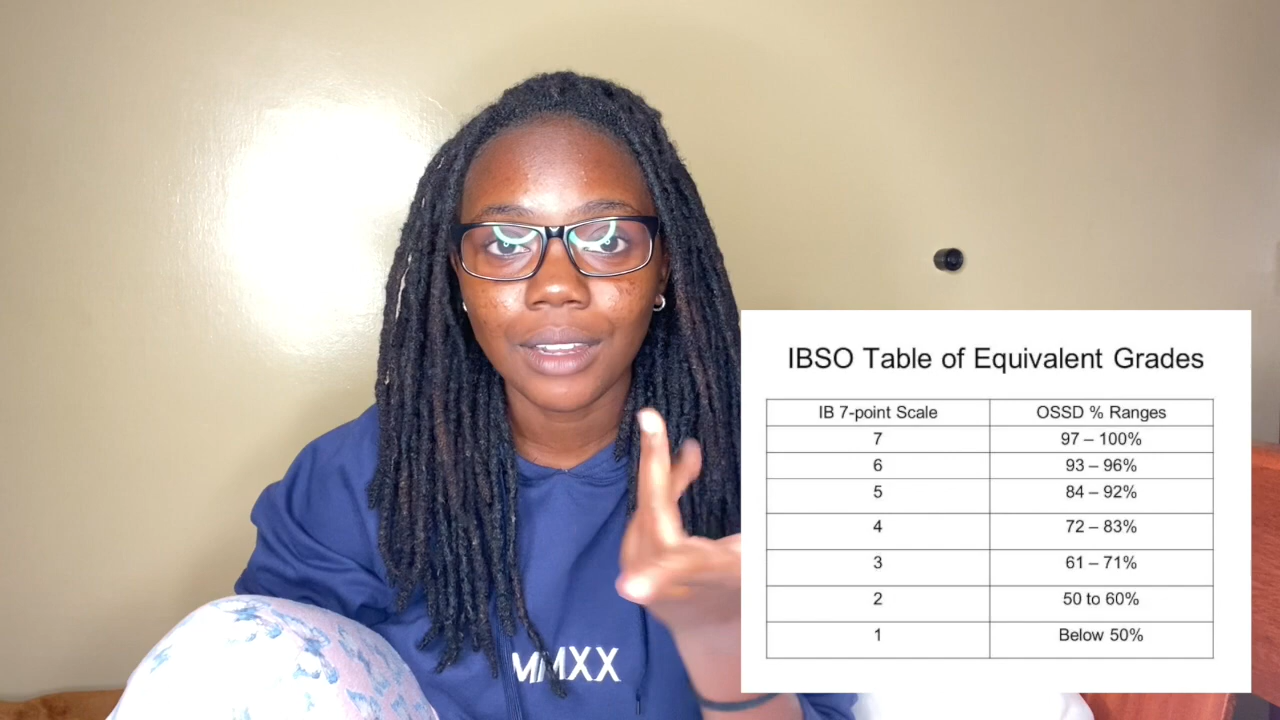 IBSO Table of Equivalent Grades
IB 7-point Scale OSSD % Ranges
7 97 – 100%
6 93 – 96%
5 84 – 92%
4 72 – 83%
3 61 – 71%
2 50 to 60%
1 Below 50%
MMXX